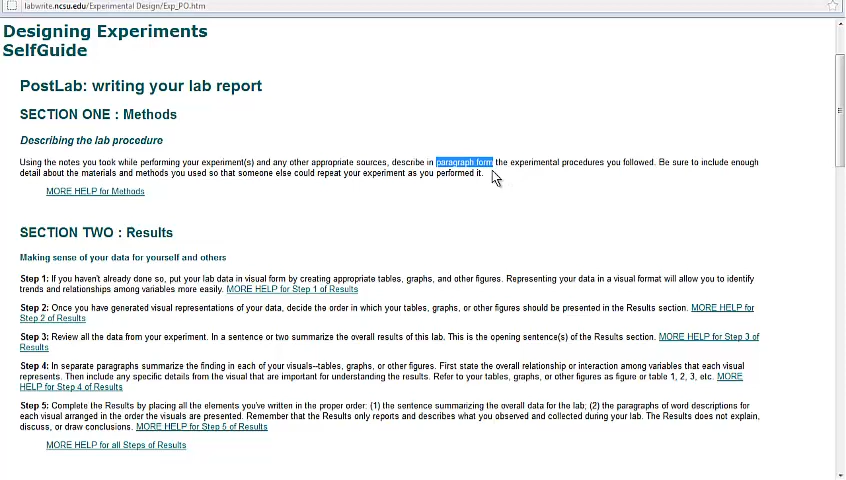 labwrite.ncsu.edu/Experimental Design/Exp_PO.htm
Designing Experiments
SelfGuide
PostLab: writing your lab report
SECTION ONE : Methods
Describing the lab procedure
Using the notes you took while performing your experiment(s) and any other appropriate sources, describe in paragraph form the experimental procedures you followed. Be sure to include enough
detail about the materials and methods you used so that someone else could repeat your experiment as you performed it.
MORE HELP for Methods
SECTION TWO : Results
Making sense of your data for yourself and others
Step 1: If you haven't already done so, put your lab data in visual form by creating appropriate tables, graphs, and other figures. Representing your data in a visual format will allow you to identify
trends and relationships among variables more easily. MORE HELP for Step 1 of Results
Step 2: Once you have generated visual representations of your data, decide the order in which your tables, graphs, or other figures should be presented in the Results section. MORE HELP for
Step 2 of Results
Step 3: Review all the data from your experiment. In a sentence or two summarize the overall results of this lab. This is the opening sentence(s) of the Results section. MORE HELP for Step 3 of
Results
Step 4: In separate paragraphs summarize the finding in each of your visuals--tables, graphs, or other figures. First state the overall relationship or interaction among variables that each visual
represents. Then include any specific details from the visual that are important for understanding the results. Refer to your tables, graphs, or other figures as figure or table 1, 2, 3, etc. MORE
HELP for Step 4 of Results
Step 5: Complete the Results by placing all the elements you've written in the proper order: (1) the sentence summarizing the overall data for the lab; (2) the paragraphs of word descriptions for
each visual arranged in the order the visuals are presented. Remember that the Results only reports and describes what you observed and collected during your lab. The Results does not explain,
discuss, or draw conclusions. MORE HELP for Step 5 of Results
MORE HELP for all Steps of Results